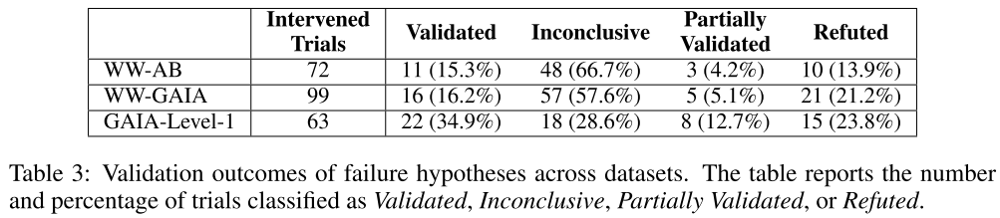 Intervened Trials Validated Inconclusive Partially Validated Refuted
WW-AB 72 11 (15.3%) 48 (66.7%) 3 (4.2%) 10 (13.9%)
WW-GAIA 99 16 (16.2%) 57 (57.6%) 5 (5.1%) 21 (21.2%)
GAIA-Level-1 63 22 (34.9%) 18 (28.6%) 8 (12.7%) 15 (23.8%)
Table 3: Validation outcomes of failure hypotheses across datasets. The table reports the number
and percentage of trials classified as Validated, Inconclusive, Partially Validated, or Refuted.